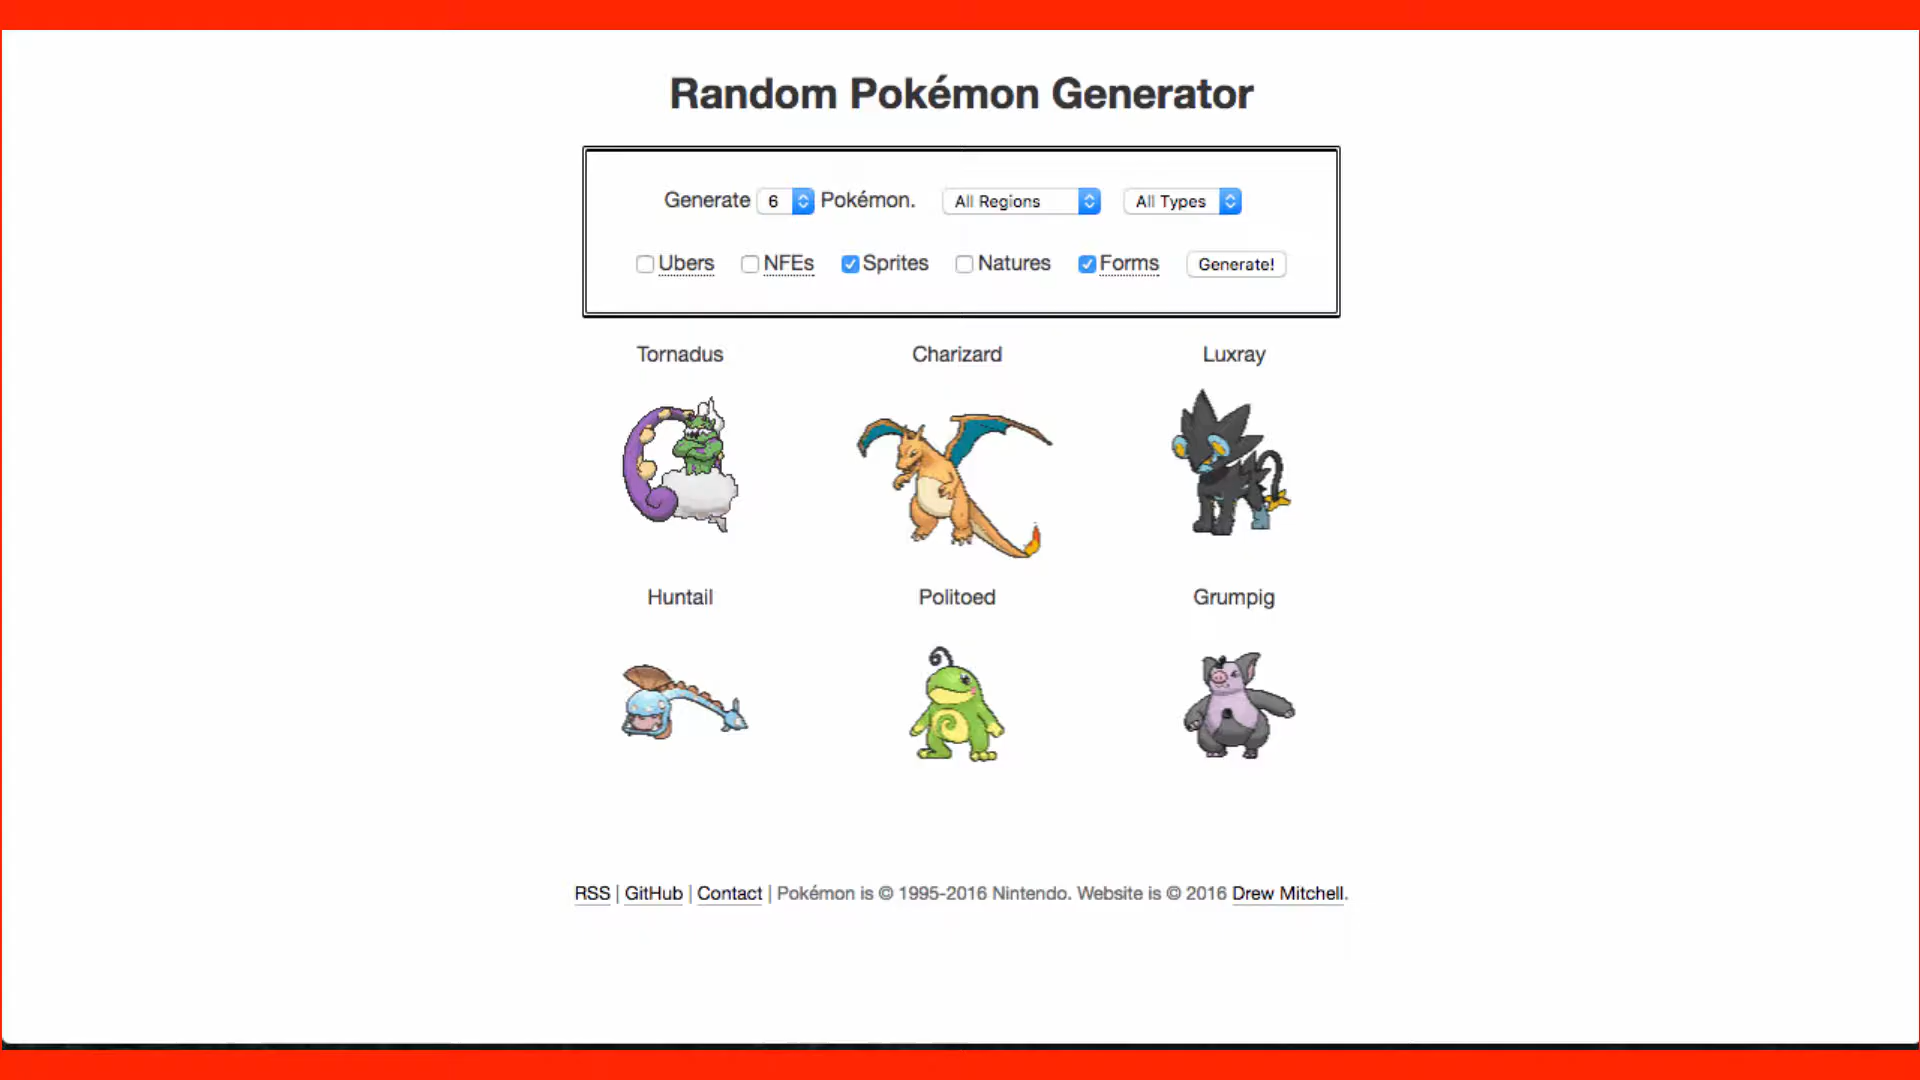 Random Pokémon Generator
Generate 6 Pokémon. All Regions All Types
Ubers NFEs Sprites Natures Forms Generate!
Tornadus Charizard Luxray
Huntail Politoed Grumpig
RSS | GitHub | Contact | Pokémon is © 1995-2016 Nintendo. Website is © 2016 Drew Mitchell.